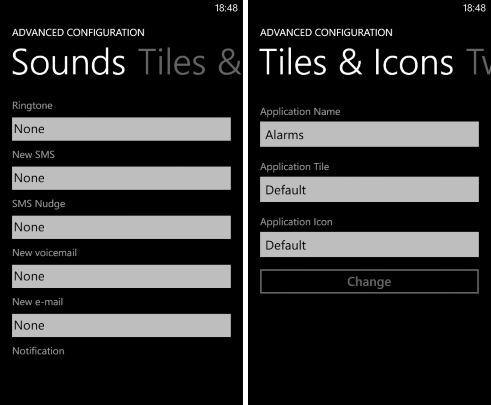 18:48
ADVANCED CONFIGURATION
Sounds Tiles &
Ringtone
None
New SMS
None
SMS Nudge
None
New voicemail
None
New e-mail
None
Notification
18:48
ADVANCED CONFIGURATION
Tiles & Icons Tw
Application Name
Alarms
Application Tile
Default
Application Icon
Default
Change